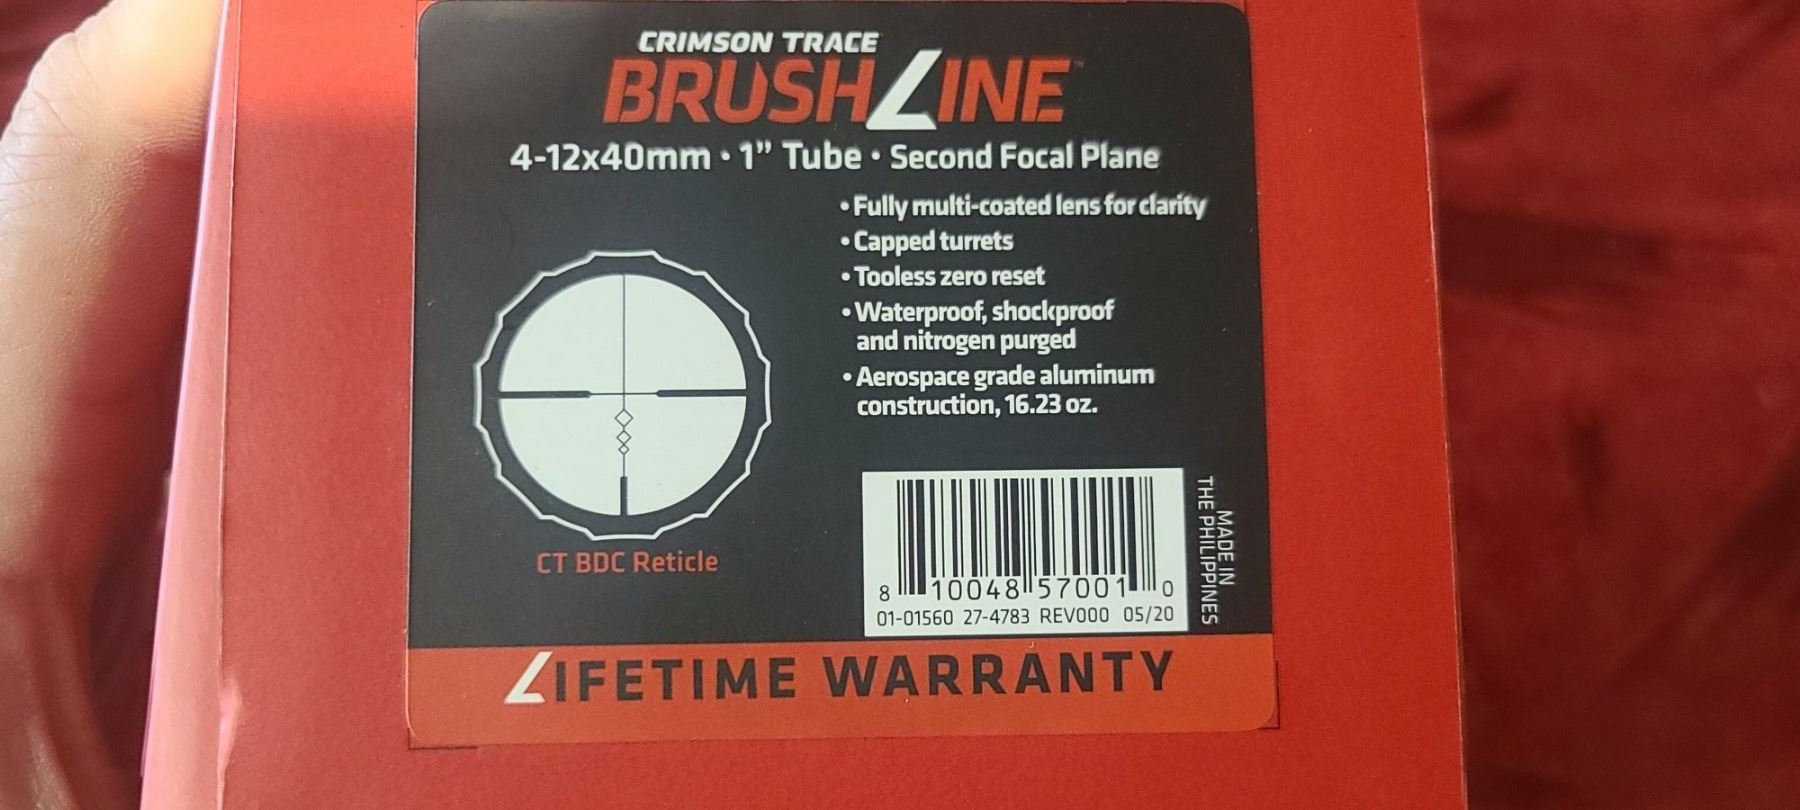 CRIMSON TRACE
BRUSHLINE™
4-12x40mm • 1” Tube • Second Focal Plane
• Fully multi-coated lens for clarity
• Capped turrets
• Tooless zero reset
• Waterproof, shockproof
and nitrogen purged
• Aerospace grade aluminum
construction, 16.23 oz.
CT BDC Reticle
8 10048 57001 0
01-01560 27-4783 REV000 05/20
MADE IN
THE PHILIPPINES
LIFETIME WARRANTY